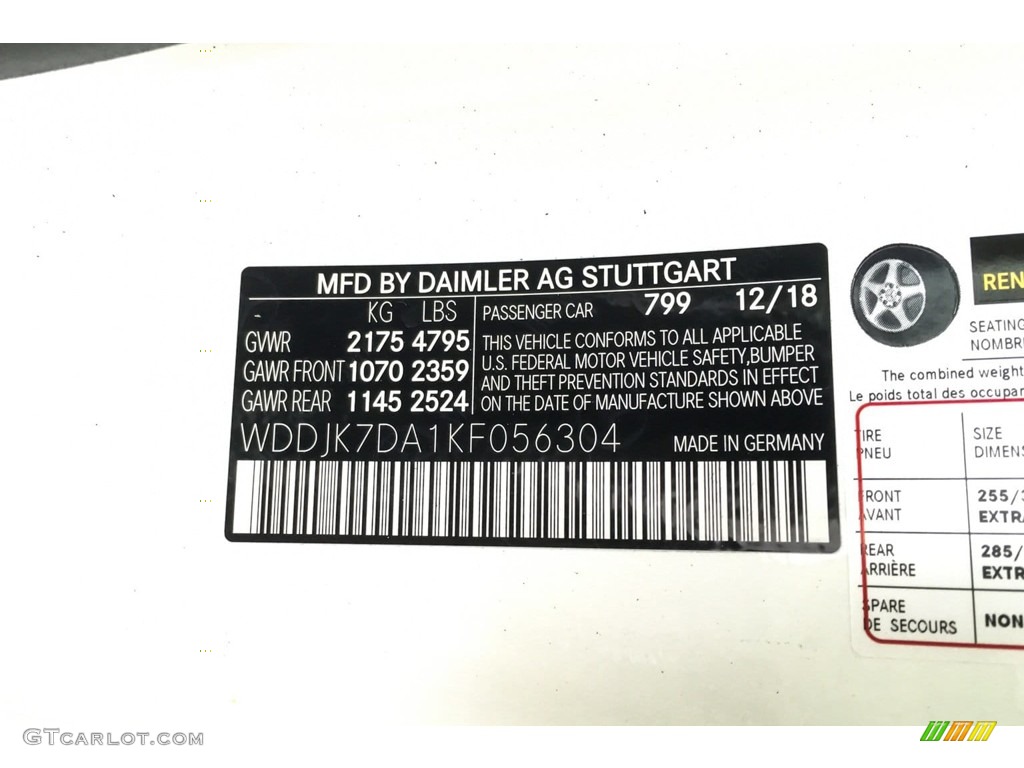 MFD BY DAIMLER AG STUTTGART
KG LBS
GVWR 2175 4795
GAWR FRONT 1070 2359
GAWR REAR 1145 2524
PASSENGER CAR 799 12/18
THIS VEHICLE CONFORMS TO ALL APPLICABLE
U.S. FEDERAL MOTOR VEHICLE SAFETY, BUMPER
AND THEFT PREVENTION STANDARDS IN EFFECT
ON THE DATE OF MANUFACTURE SHOWN ABOVE
WDDJK7DA1KF056304 MADE IN GERMANY
SEATING
The combined weight
Le poids total des
TIRE SIZE
PNEU
FRONT 255/
AVANT
REAR 285/
ARRIÈRE
SPARE
DE SECOURS
GTCARLOT.COM